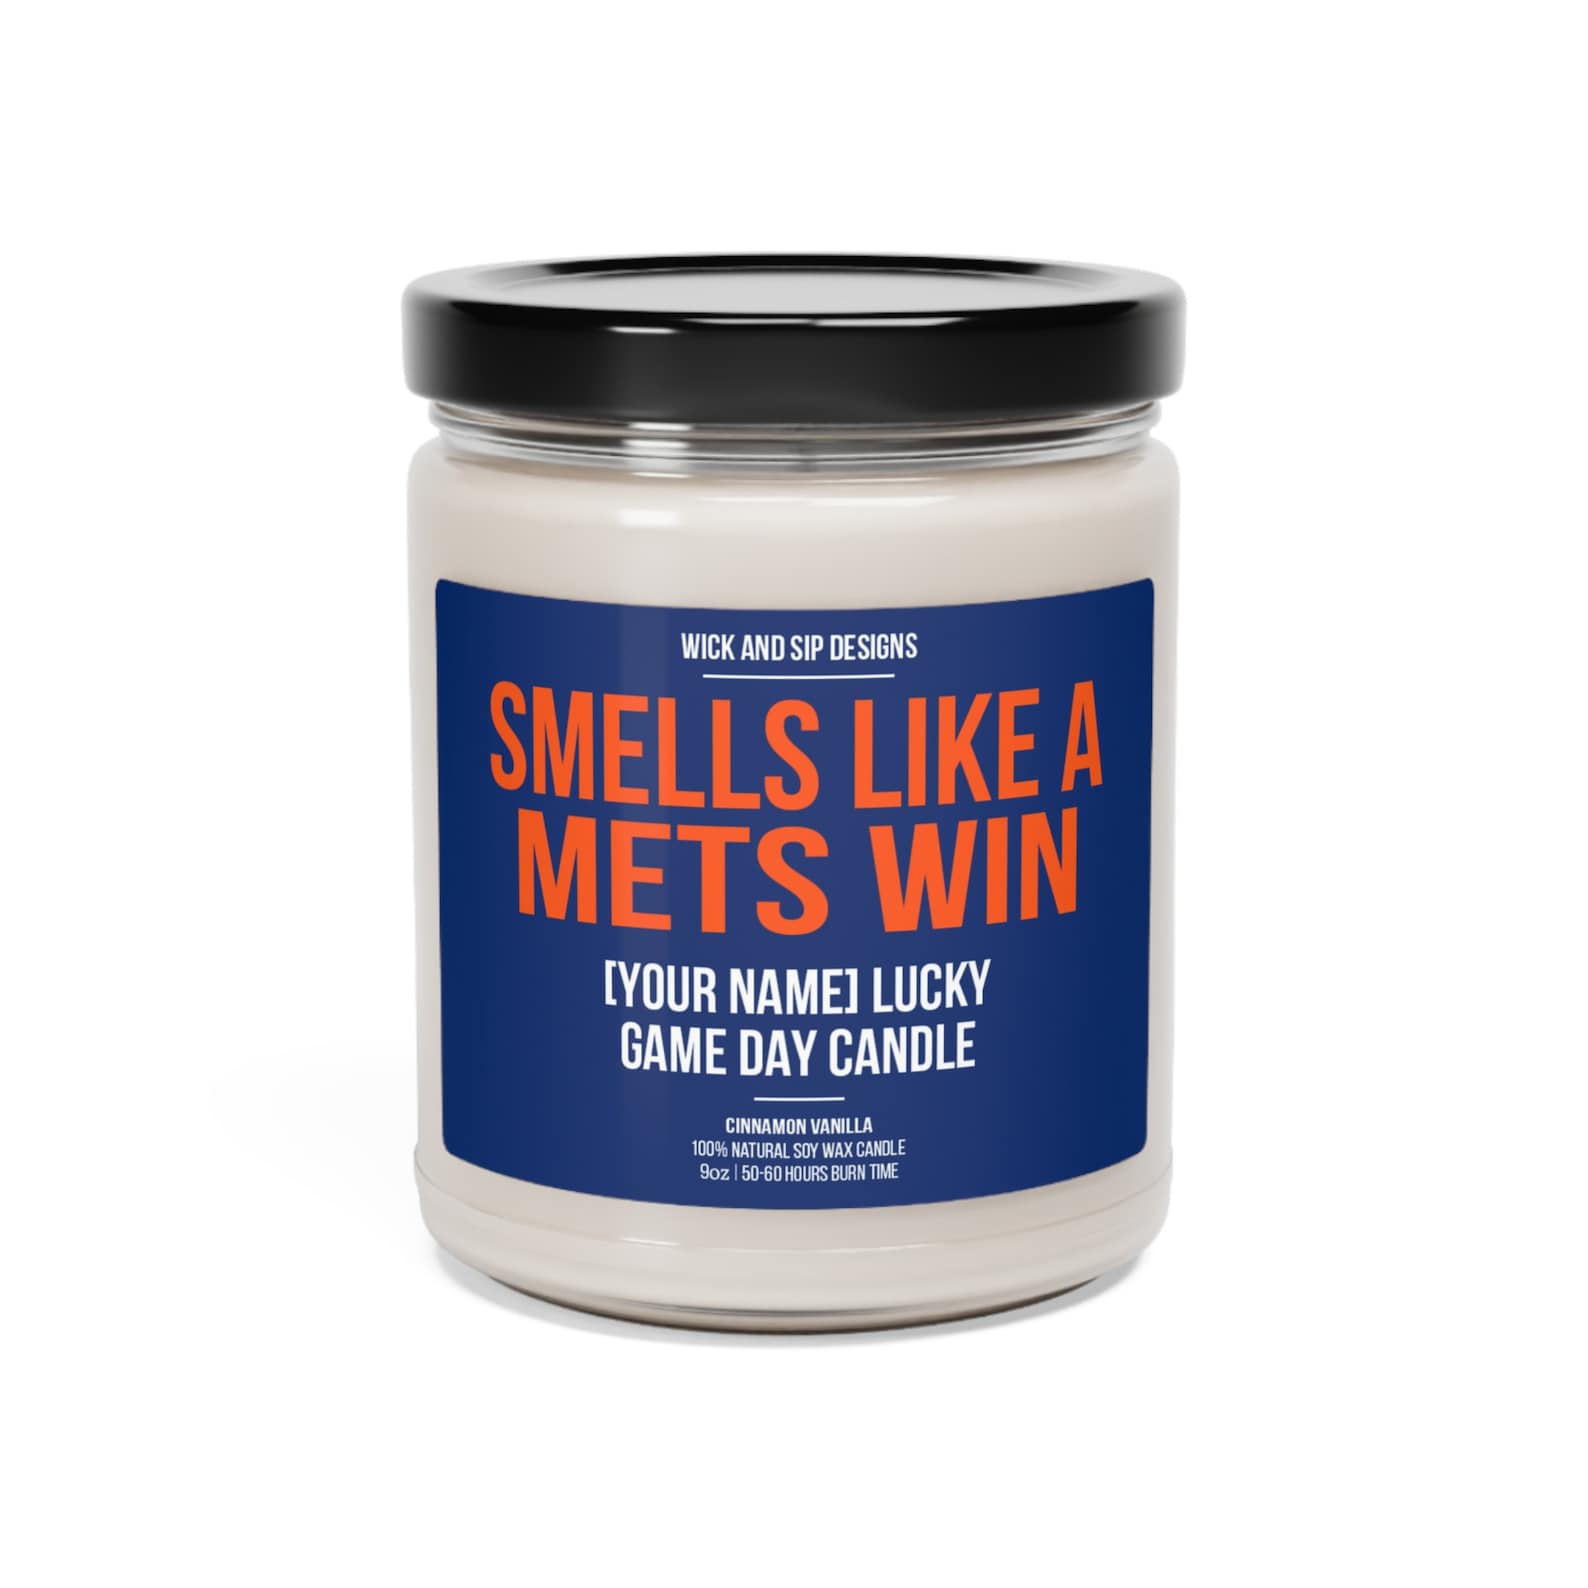 WICK AND SIP DESIGNS
SMELLS LIKE A
METS WIN
[YOUR NAME] LUCKY
GAME DAY CANDLE
CINNAMON VANILLA
100% NATURAL SOY WAX CANDLE
9oz | 50-60 HOURS BURN TIME